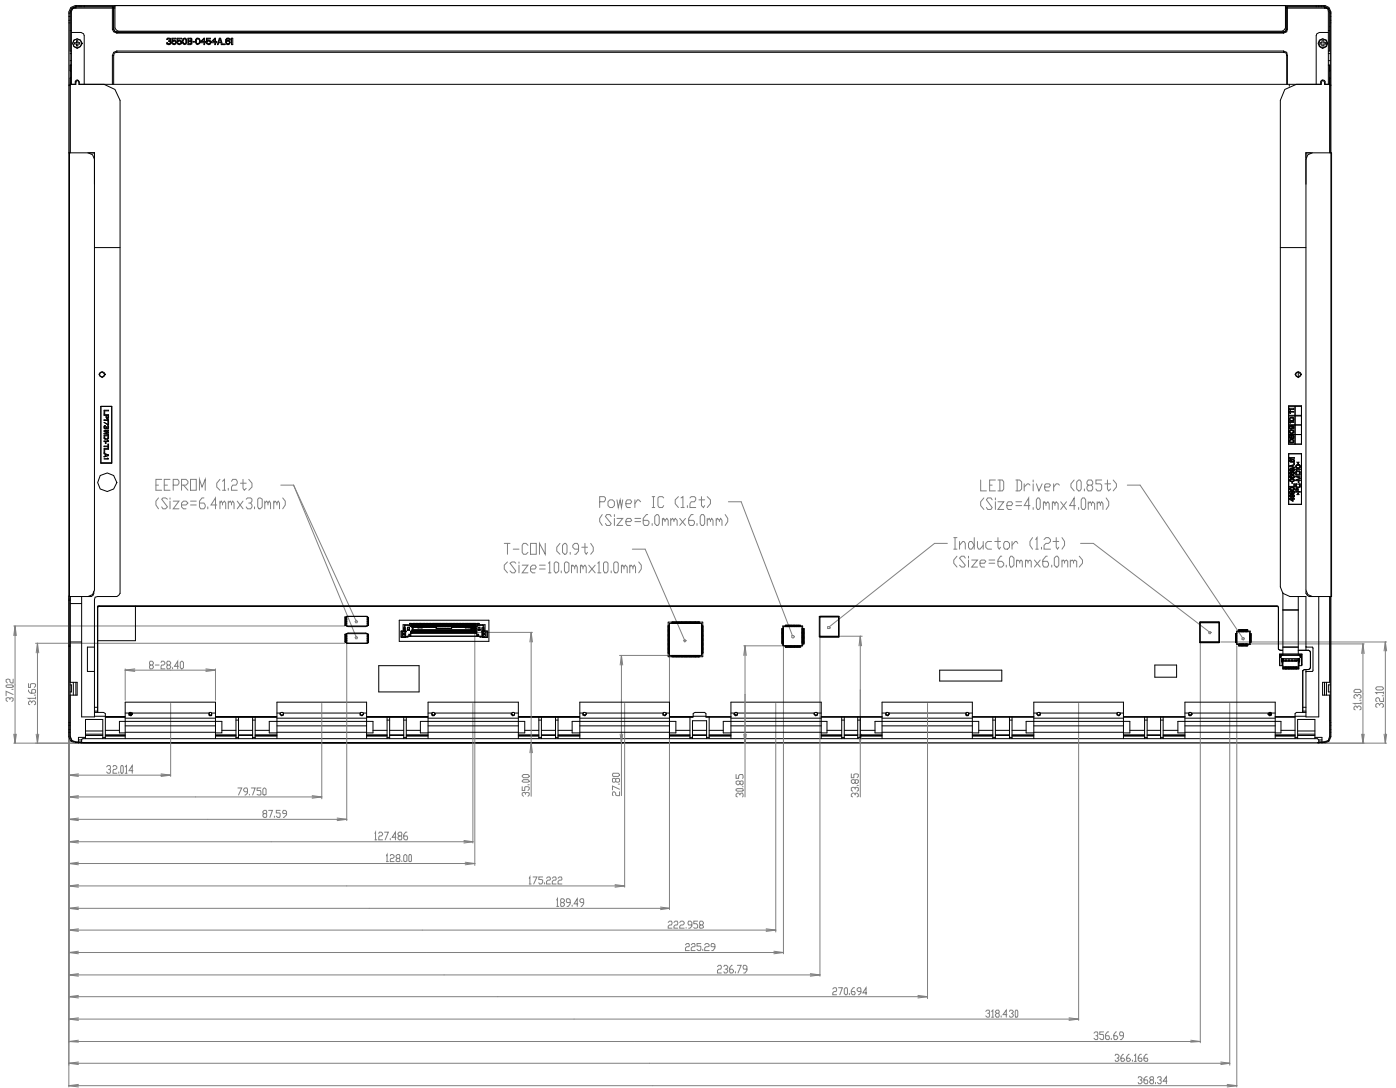 35508-0454A.6I
EEPROM (1.2t)
(Size=6.4mmx3.0mm)
Power IC (1.2t)
(Size=6.0mmx6.0mm)
LED Driver (0.85t)
(Size=4.0mmx4.0mm)
T-CON (0.9t)
(Size=10.0mmx10.0mm)
Inductor (1.2t)
(Size=6.0mmx6.0mm)
8-28.40
37.02
31.65
31.30
32.10
35.00
27.80
30.85
33.85
32.014
79.750
87.59
127.486
128.00
175.222
189.49
222.958
225.29
236.79
270.694
318.430
356.69
366.166
368.34